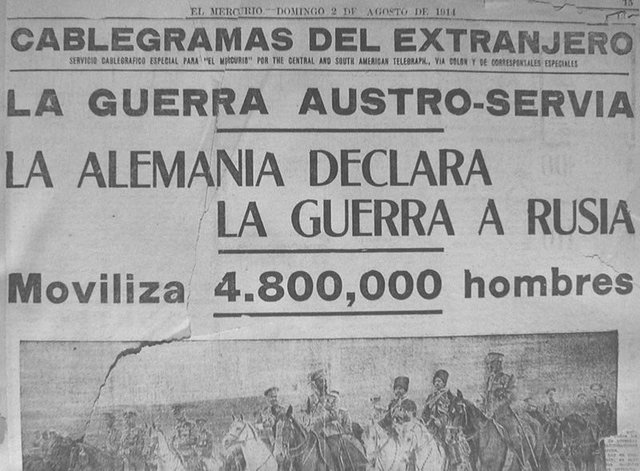 EL MERCURIO—DOMINGO 2 DE AGOSTO DE 1914
15
CABLEGRAMAS DEL EXTRANJERO
SERVICIO CABLEGRAFICO ESPECIAL PARA "EL MERCURIO" POR THE CENTRAL AND SOUTH AMERICAN TELEGRAPH., VIA COLON Y DE CORRESPONSALES ESPECIALES
LA GUERRA AUSTRO-SERVIA
LA ALEMANIA DECLARA
LA GUERRA A RUSIA
Moviliza 4.800,000 hombres